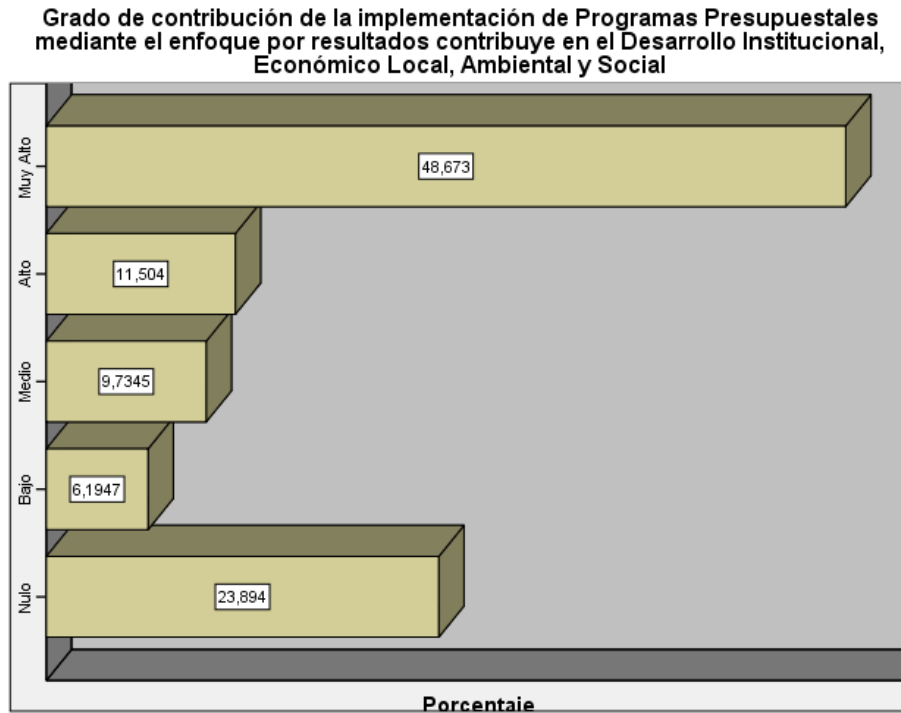 Grado de contribución de la implementación de Programas Presupuestales
mediante el enfoque por resultados contribuye en el Desarrollo Institucional,
Económico Local, Ambiental y Social
Muy Alto
48,673
Alto
11,504
Medio
9,7345
Bajo
6,1947
Nulo
23,894
Porcentaje